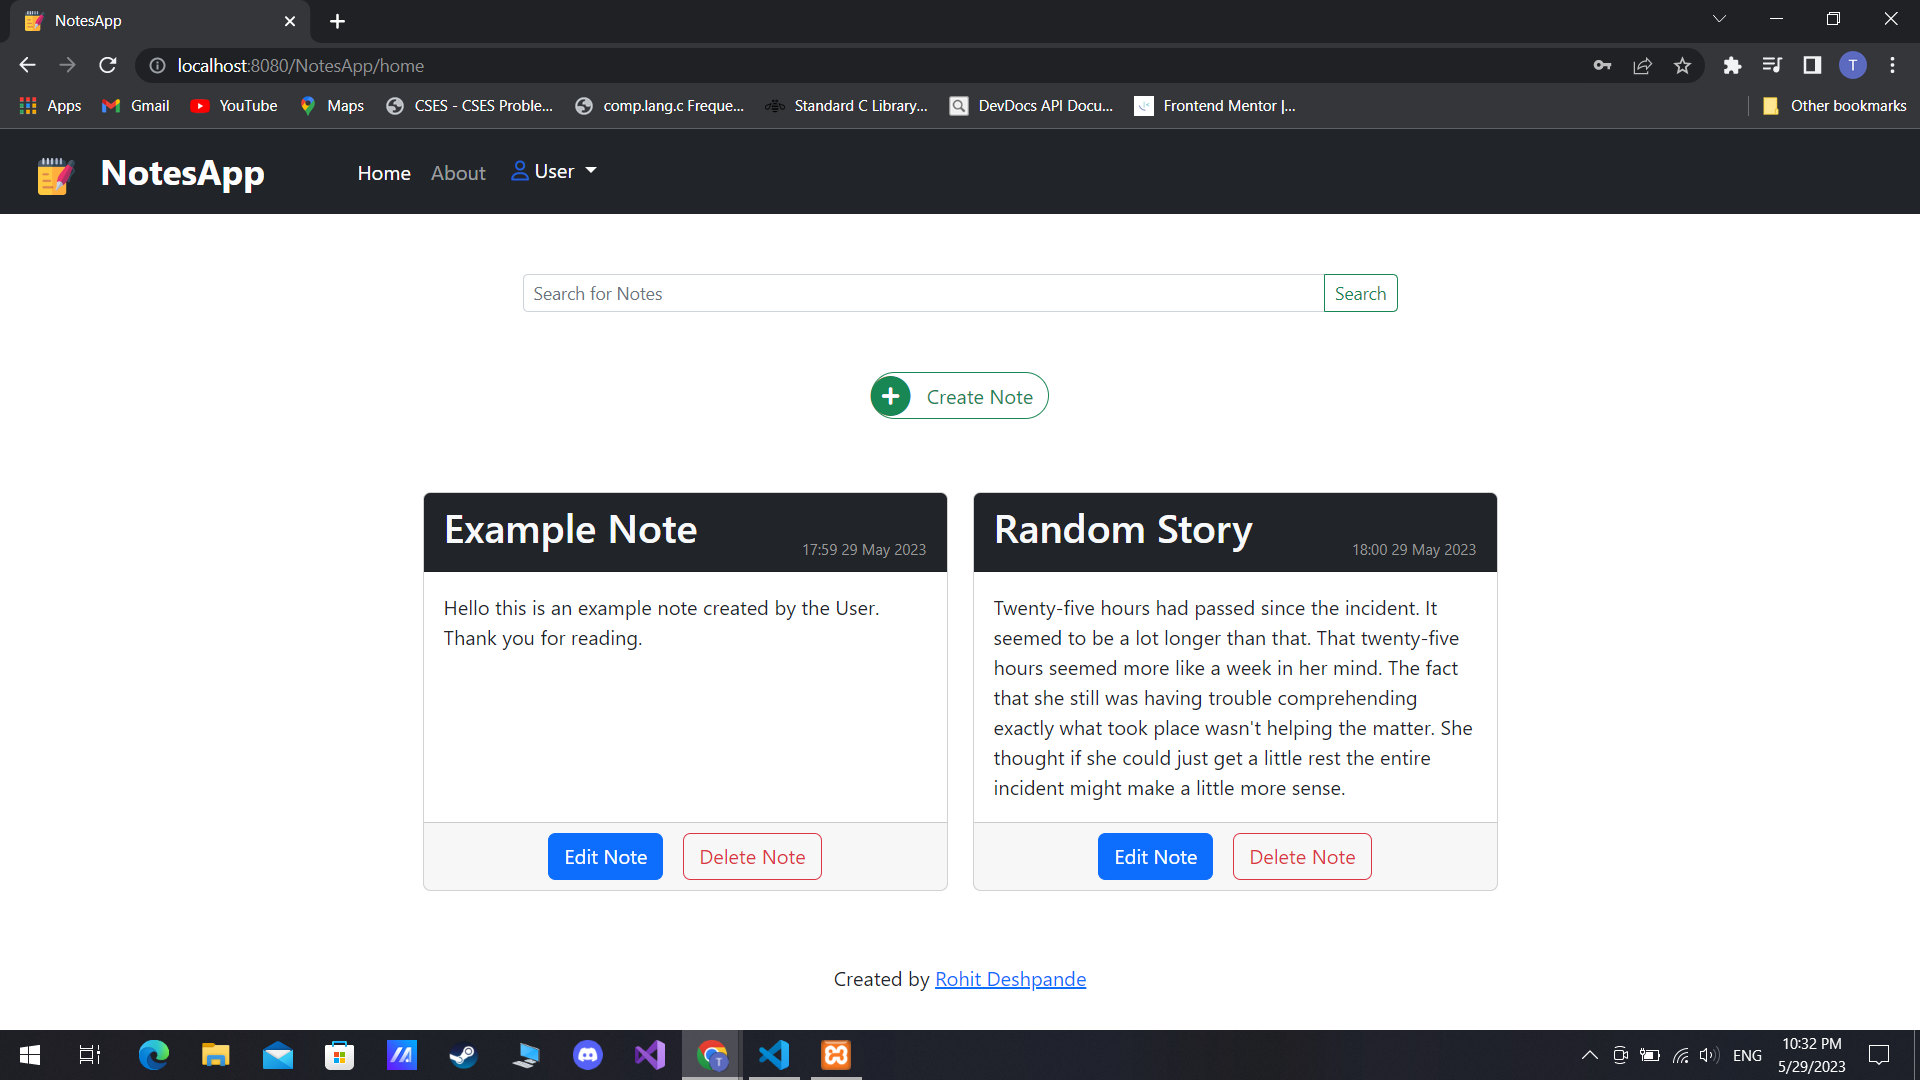 NotesApp
localhost:8080/NotesApp/home
T
Apps
Gmail
YouTube
Maps
CSES - CSES Proble...
comp.lang.c Freque...
Standard C Library...
DevDocs API Docu...
Frontend Mentor |...
Other bookmarks
NotesApp
Home
About
User
Search for Notes
Search
Create Note
Example Note
17:59 29 May 2023
Hello this is an example note created by the User.
Thank you for reading.
Edit Note
Delete Note
Random Story
18:00 29 May 2023
Twenty-five hours had passed since the incident. It
seemed to be a lot longer than that. That twenty-five
hours seemed more like a week in her mind. The fact
that she still was having trouble comprehending
exactly what took place wasn't helping the matter. She
thought if she could just get a little rest the entire
incident might make a little more sense.
Edit Note
Delete Note
Created by Rohit Deshpande
T
ENG
10:32 PM
5/29/2023